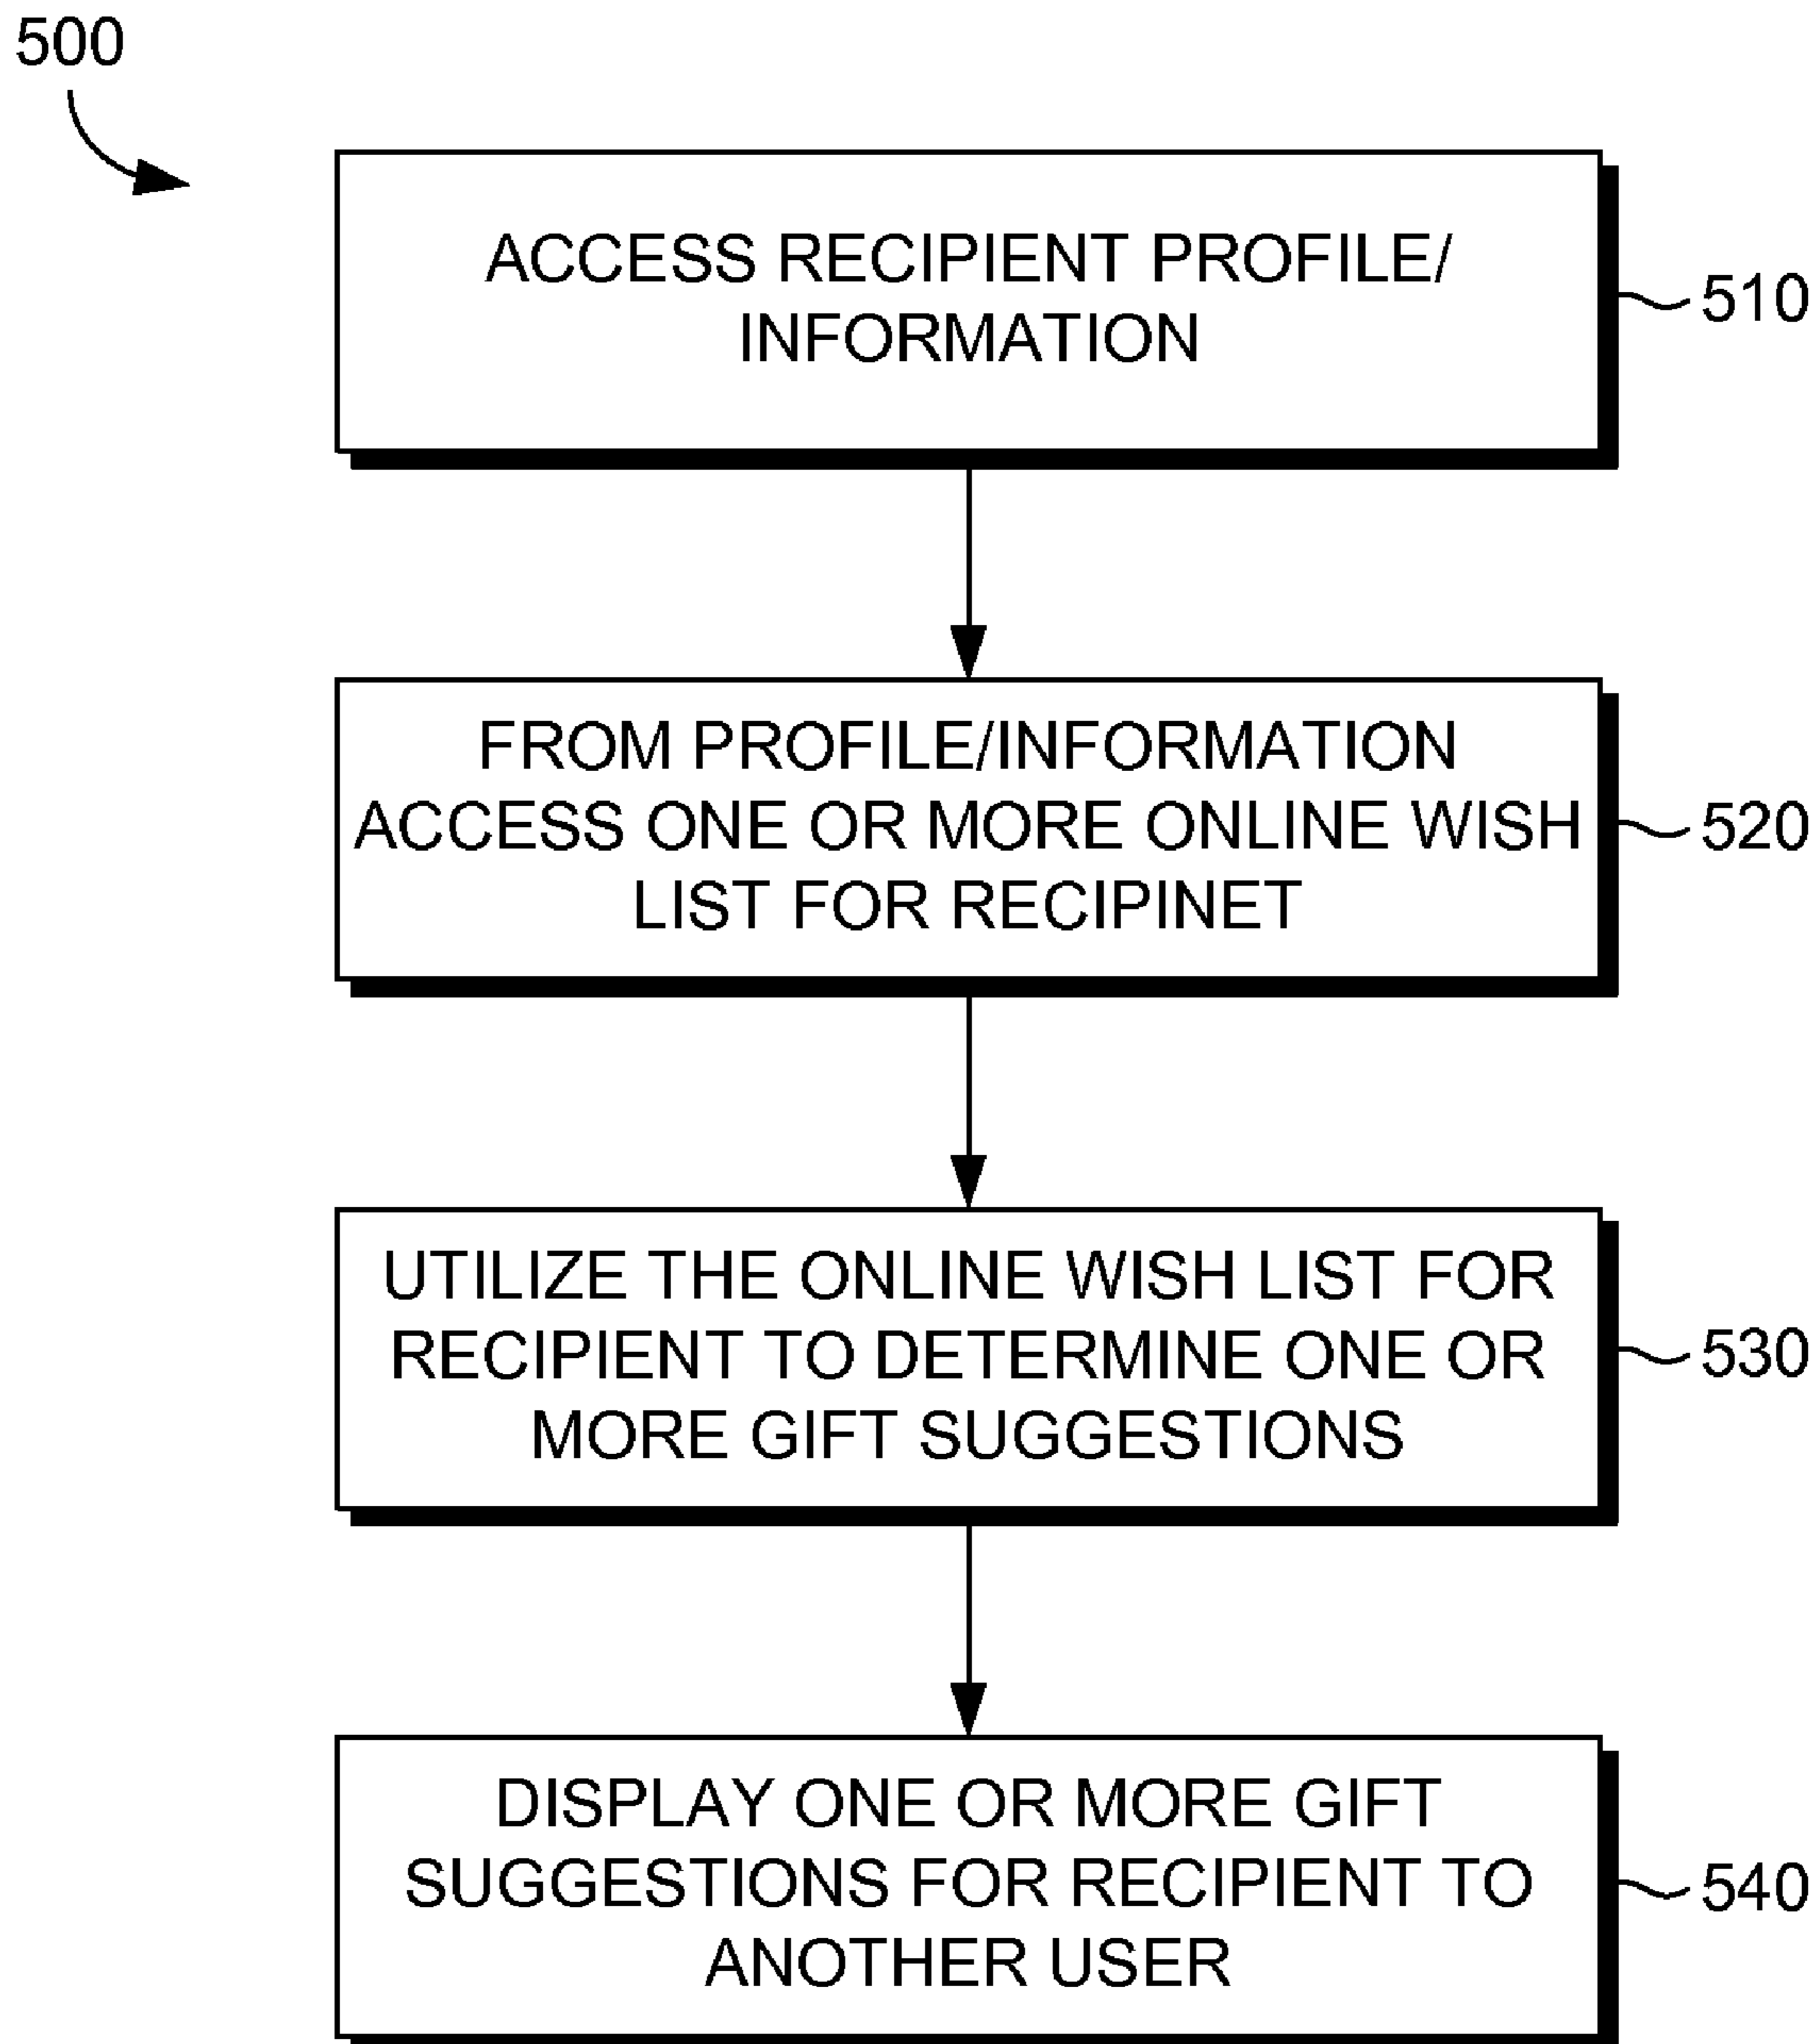 500
ACCESS RECIPIENT PROFILE/
INFORMATION
510
FROM PROFILE/INFORMATION
ACCESS ONE OR MORE ONLINE WISH
LIST FOR RECIPINET
520
UTILIZE THE ONLINE WISH LIST FOR
RECIPIENT TO DETERMINE ONE OR
MORE GIFT SUGGESTIONS
530
DISPLAY ONE OR MORE GIFT
SUGGESTIONS FOR RECIPIENT TO
ANOTHER USER
540